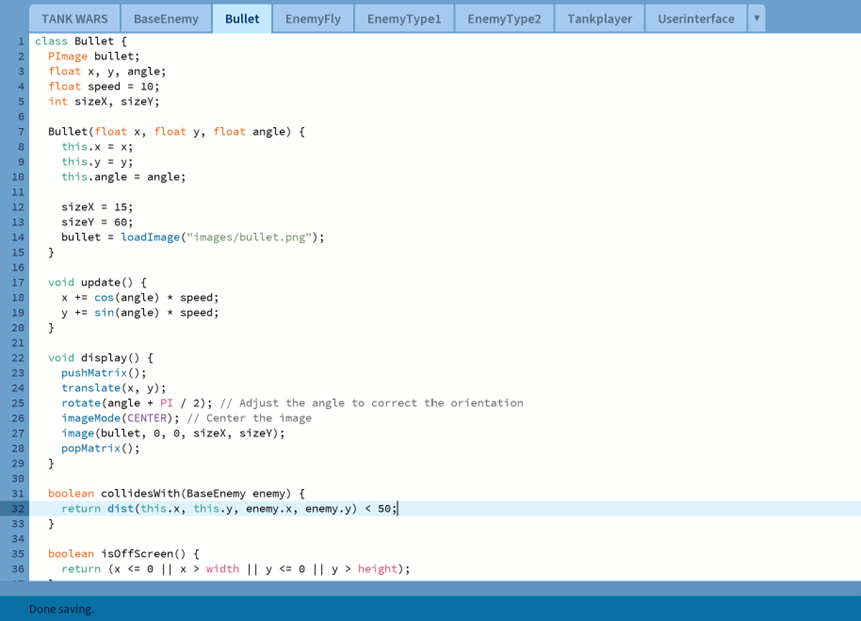 TANK WARS BaseEnemy Bullet EnemyFly EnemyType1 EnemyType2 Tankplayer Userinterface ▼
1 class Bullet {
2   PImage bullet;
3   float x, y, angle;
4   float speed = 10;
5   int sizeX, sizeY;
6
7   Bullet(float x, float y, float angle) {
8     this.x = x;
9     this.y = y;
10     this.angle = angle;
11
12     sizeX = 15;
13     sizeY = 60;
14     bullet = loadImage("images/bullet.png");
15   }
16
17   void update() {
18     x += cos(angle) * speed;
19     y += sin(angle) * speed;
20   }
21
22   void display() {
23     pushMatrix();
24     translate(x, y);
25     rotate(angle + PI / 2); // Adjust the angle to correct the orientation
26     imageMode(CENTER); // Center the image
27     image(bullet, 0, 0, sizeX, sizeY);
28     popMatrix();
29   }
30
31   boolean collidesWith(BaseEnemy enemy) {
32     return dist(this.x, this.y, enemy.x, enemy.y) < 50;
33   }
34
35   boolean isOffScreen() {
36     return (x <= 0 || x > width || y <= 0 || y > height);
Done saving.